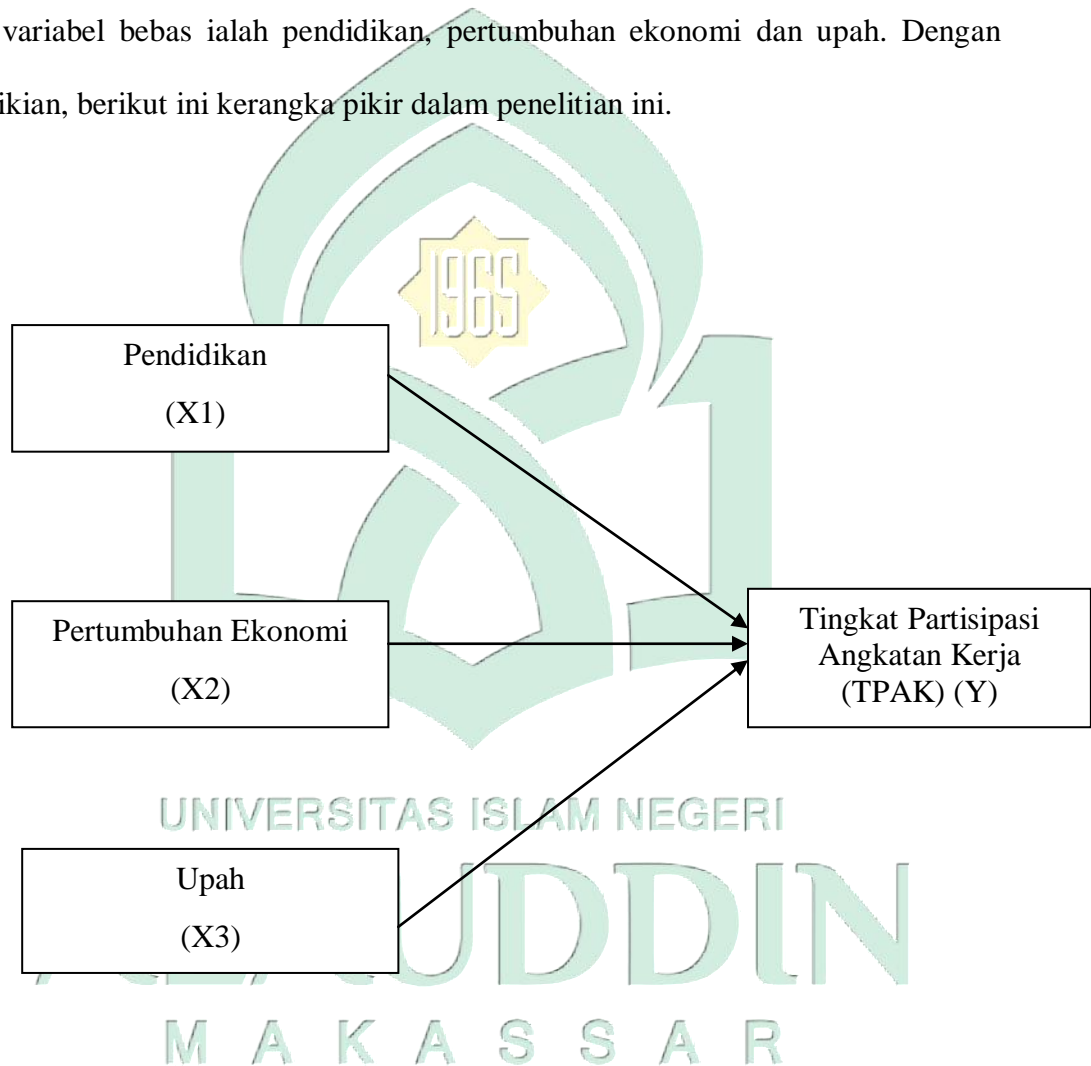 variabel bebas ialah pendidikan, pertumbuhan ekonomi dan upah. Dengan
ikian, berikut ini kerangka pikir dalam penelitian ini.
1965
Pendidikan
(X1)
Pertumbuhan Ekonomi
(X2)
Tingkat Partisipasi
Angkatan Kerja
(TPAK) (Y)
UNIVERSITAS ISLAM NEGERI
Upah
(X3)
MAKASSAR